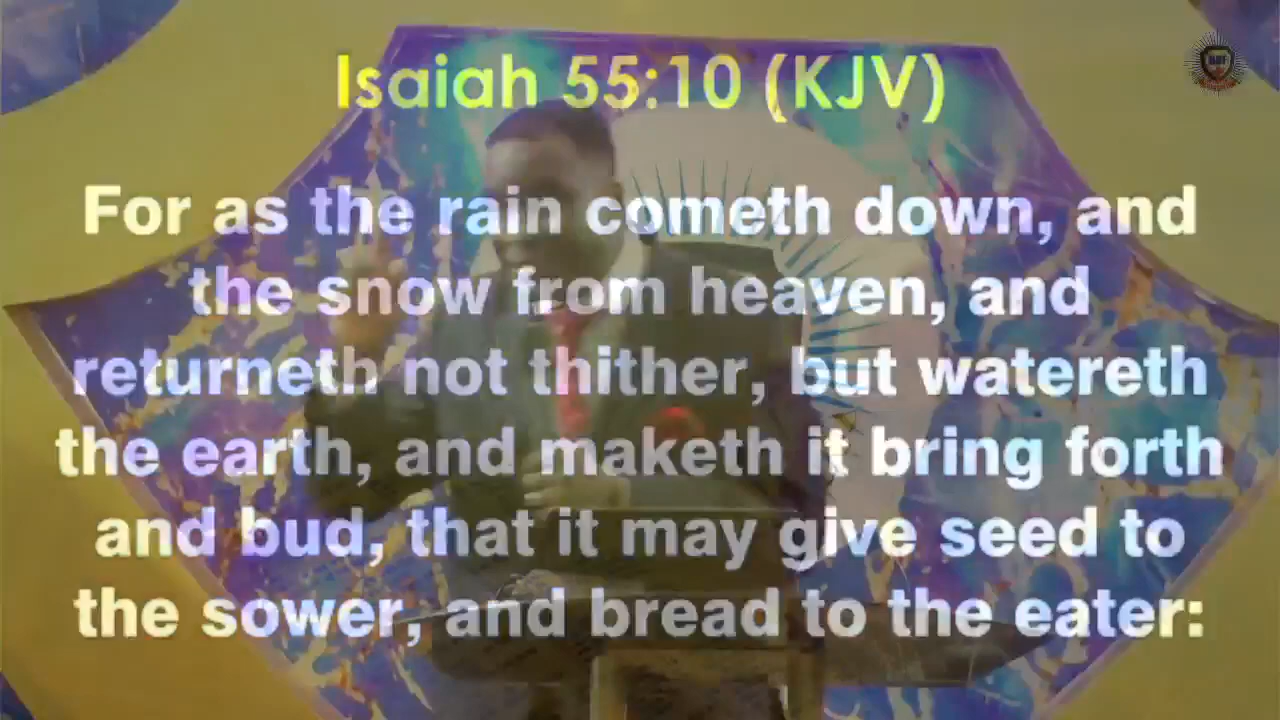 Isaiah 55:10 (KJV)
For as the rain cometh down, and
the snow from heaven, and
returneth not thither, but watereth
the earth, and maketh it bring forth
and bud, that it may give seed to
the sower, and bread to the eater: